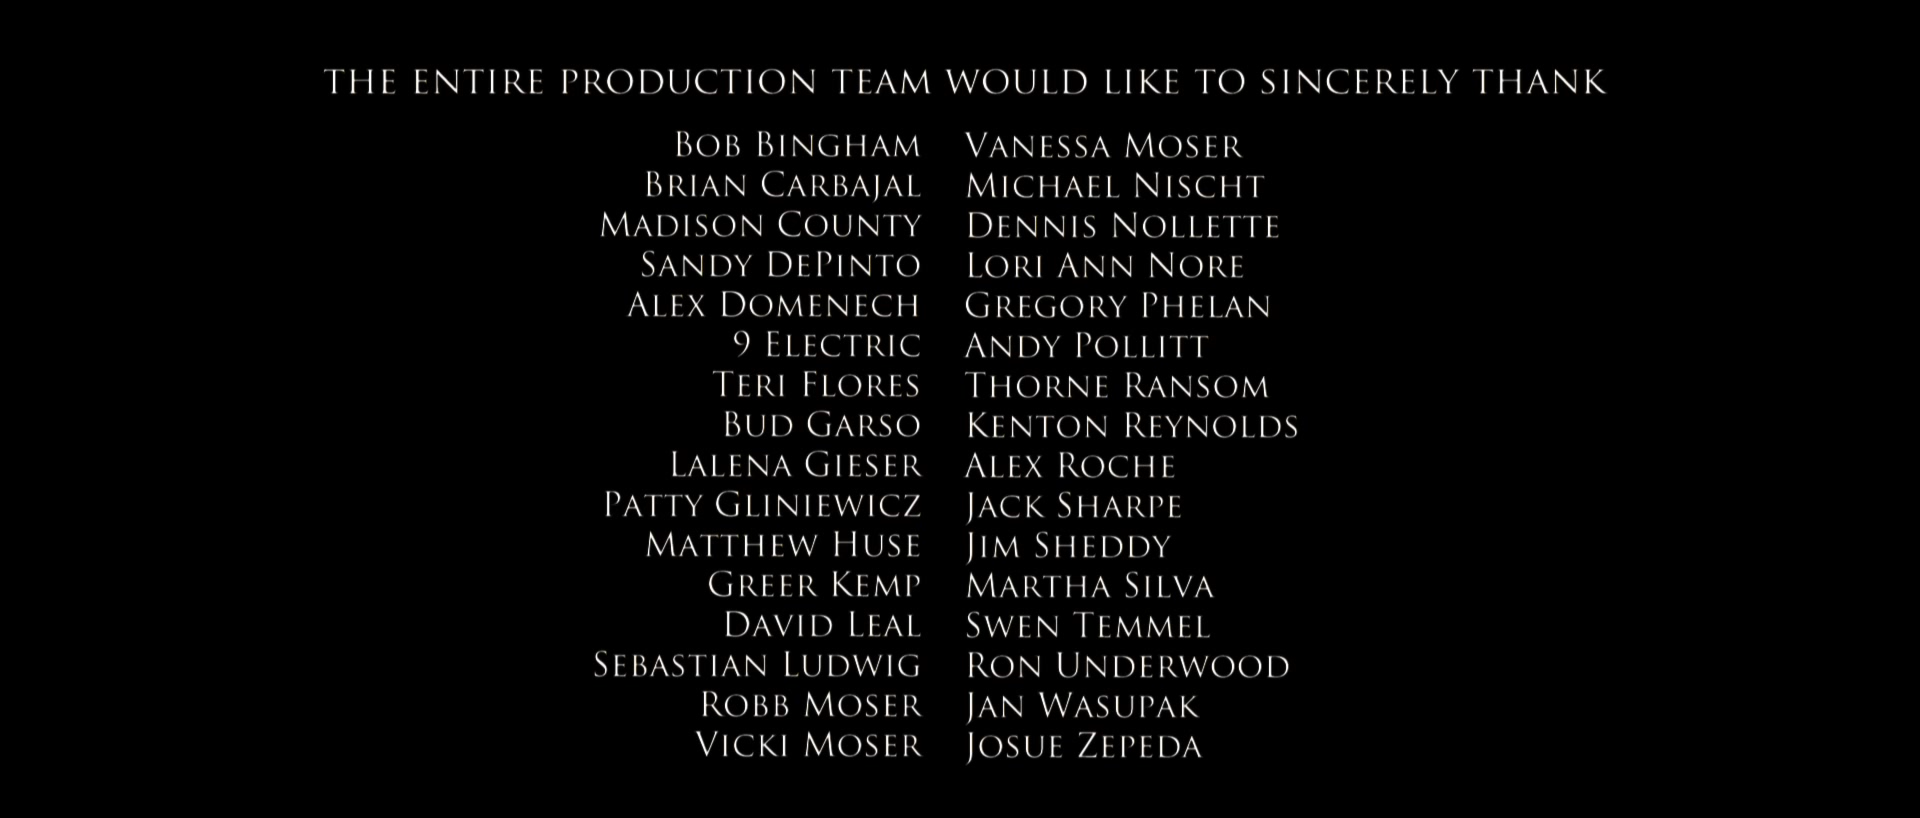 THE ENTIRE PRODUCTION TEAM WOULD LIKE TO SINCERELY THANK
BOB BINGHAM VANESSA MOSER
BRIAN CARBAJAL MICHAEL NISCHT
MADISON COUNTY DENNIS NOLLETTE
SANDY DEPINTO LORI ANN NORE
ALEX DOMENECH GREGORY PHELAN
9 ELECTRIC ANDY POLLITT
TERI FLORES THORNE RANSOM
BUD GARSO KENTON REYNOLDS
LALENA GIESER ALEX ROCHE
PATTY GLINIEWICZ JACK SHARPE
MATTHEW HUSE JIM SHEDDY
GREER KEMP MARTHA SILVA
DAVID LEAL SWEN TEMMEL
SEBASTIAN LUDWIG RON UNDERWOOD
ROBB MOSER JAN WASUPAK
VICKI MOSER JOSUE ZEPEDA